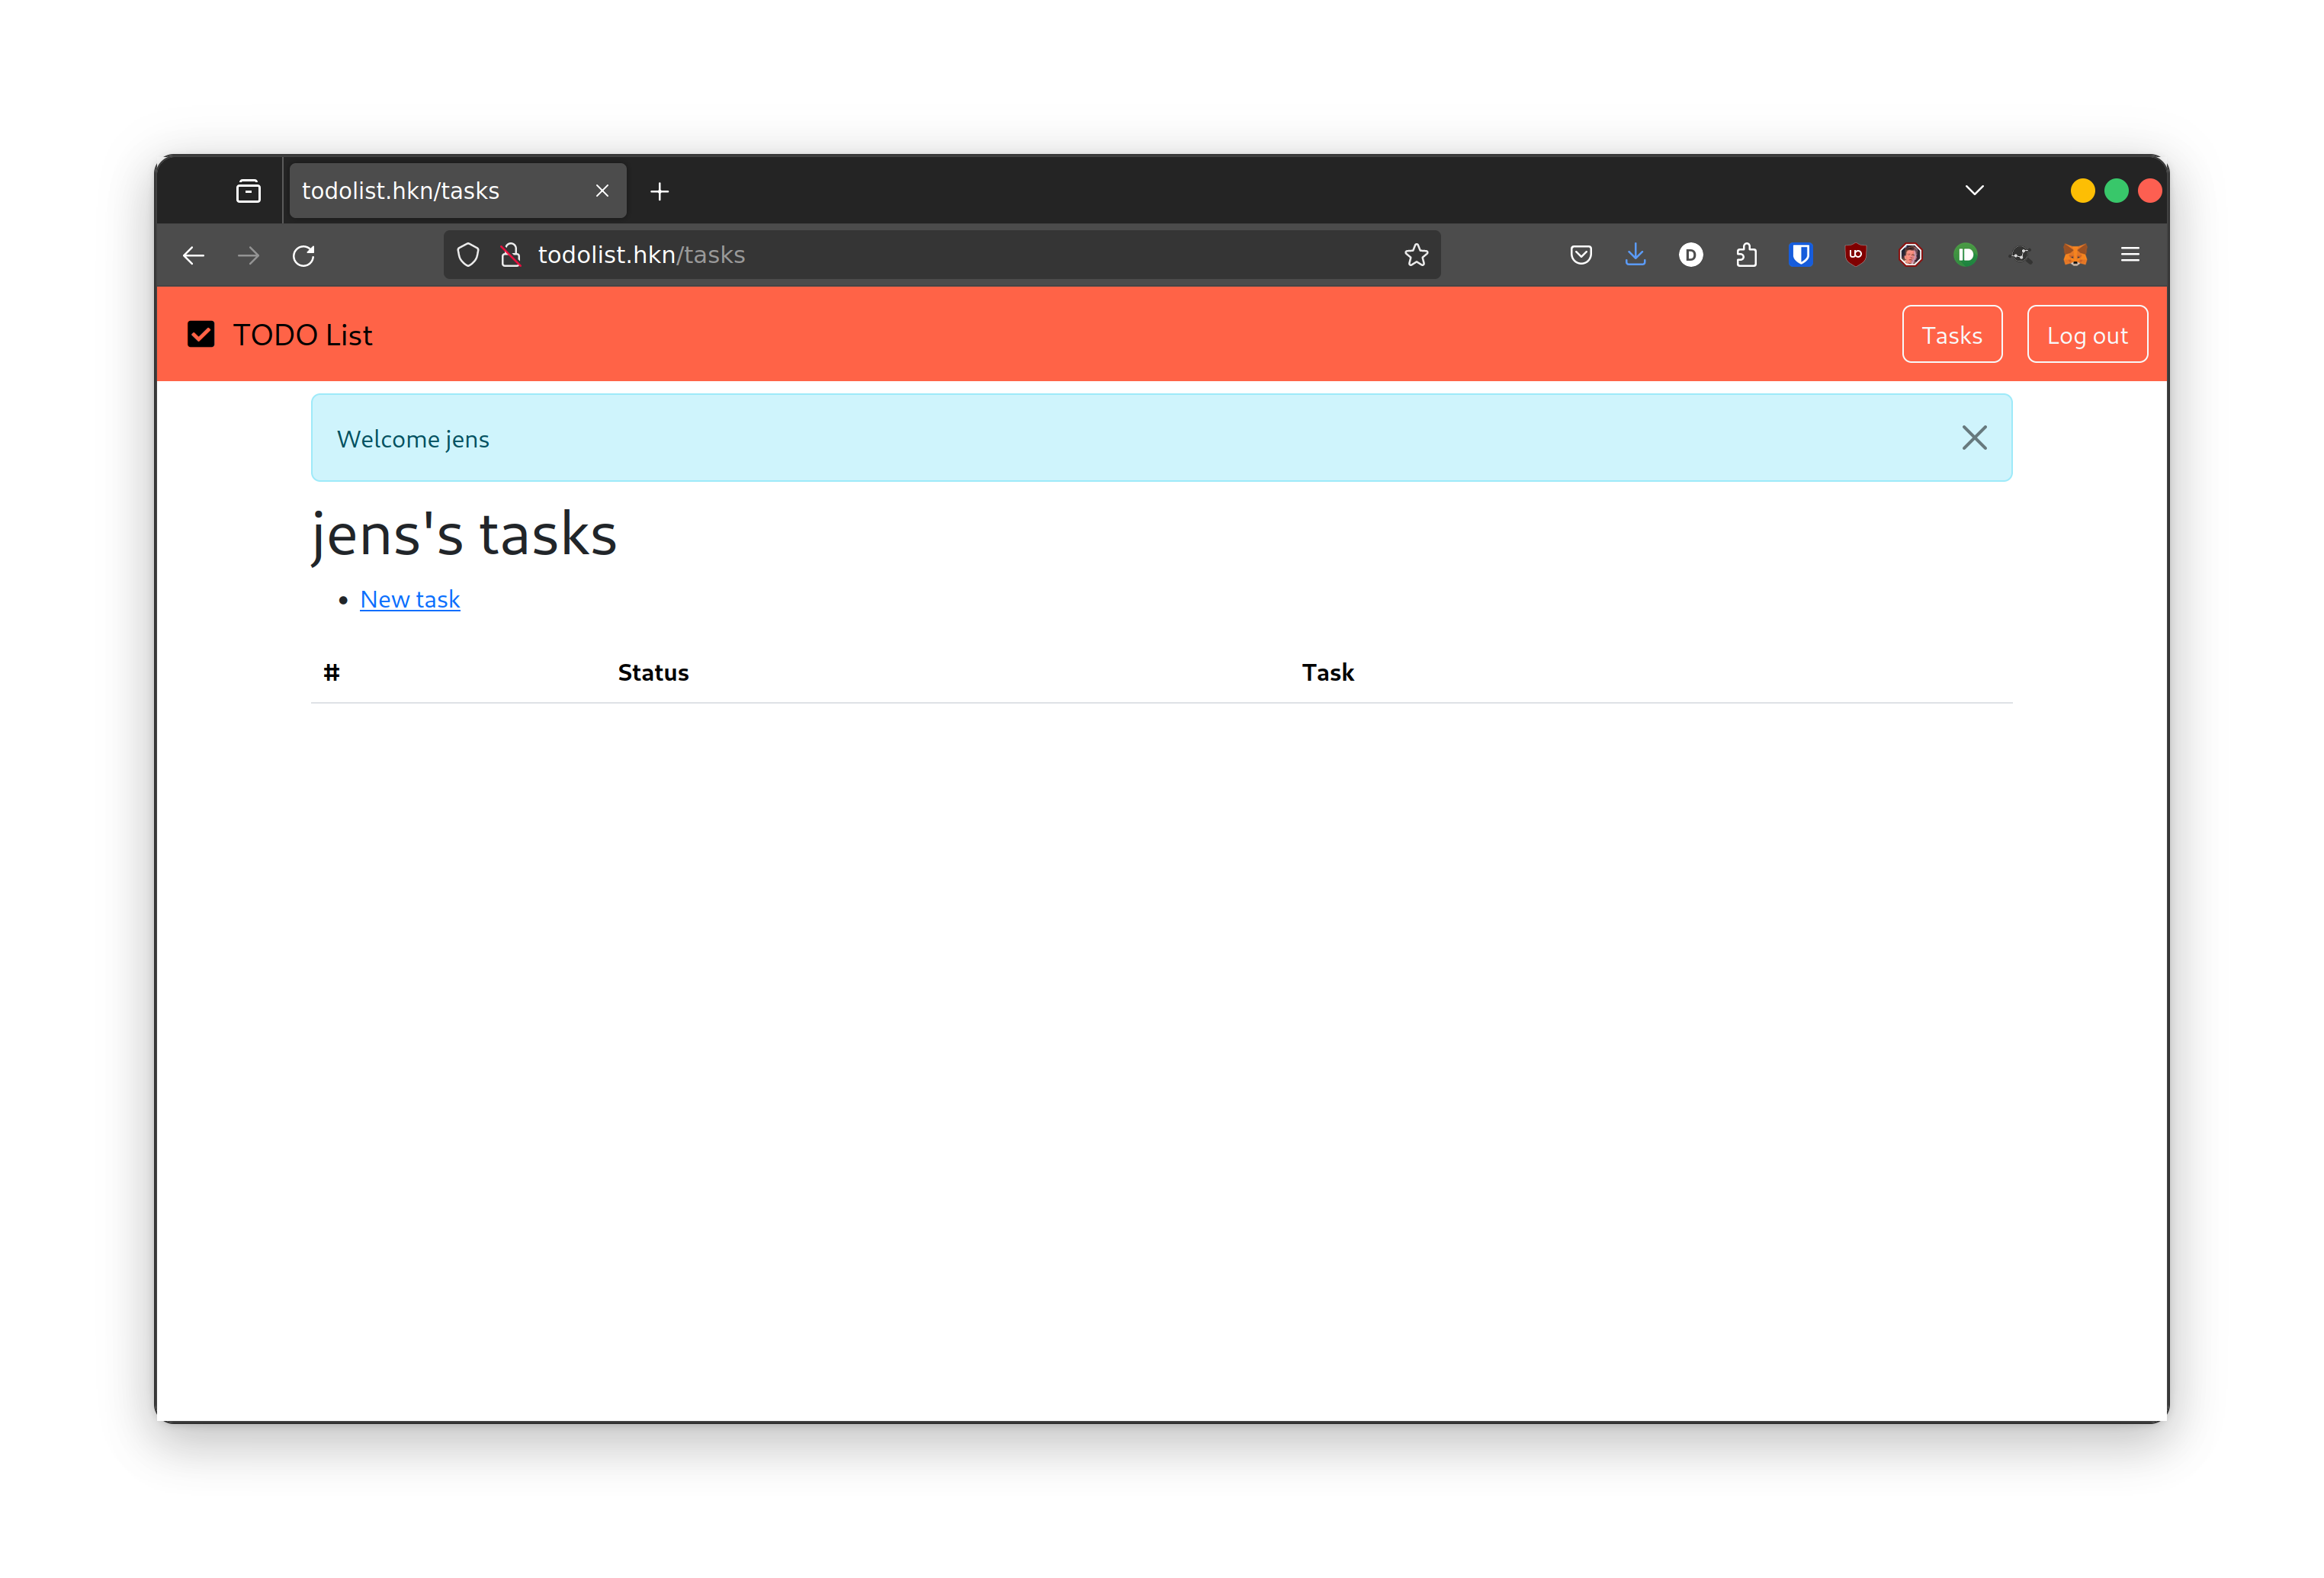 todolist.hkn/tasks
todolist.hkn/tasks
TODO List
Tasks
Log out
Welcome jens
jens's tasks
New task
# Status Task